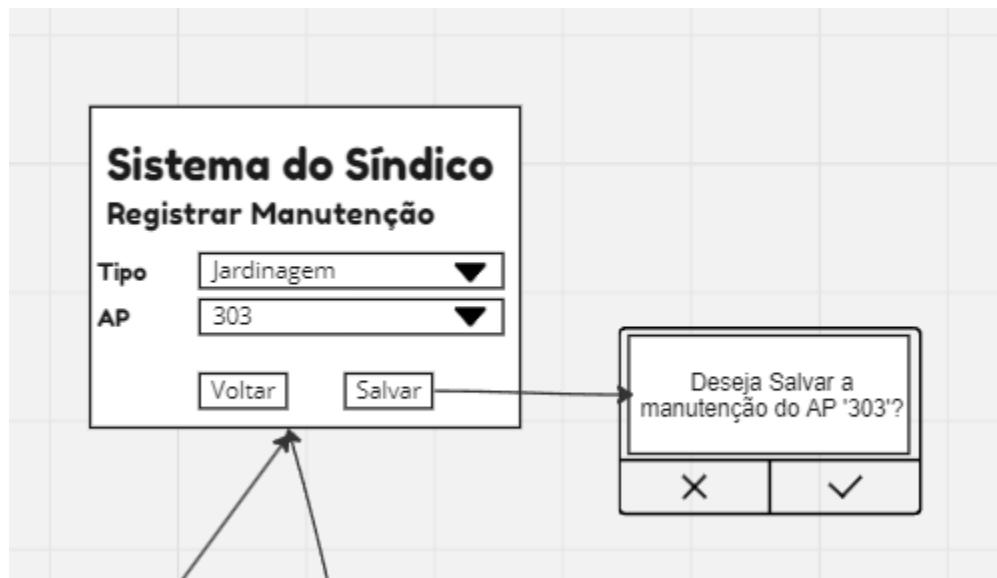 Sistema do Síndico
Registrar Manutenção
Tipo
Jardinagem
AP
303
Voltar
Salvar
Deseja Salvar a
manutenção do AP '303'?